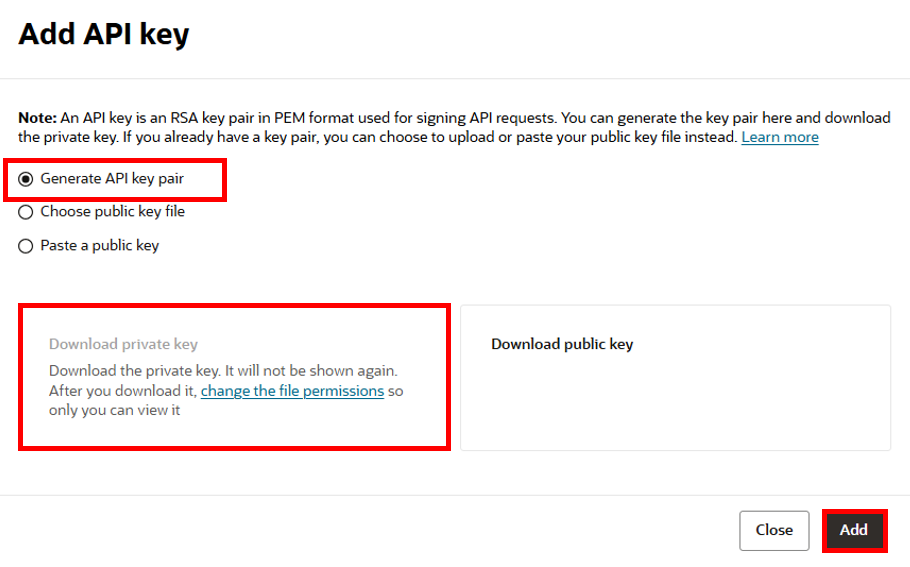 Add API key
Note: An API key is an RSA key pair in PEM format used for signing API requests. You can generate the key pair here and download
the private key. If you already have a key pair, you can choose to upload or paste your public key file instead. Learn more
Generate API key pair
Choose public key file
Paste a public key
Download private key
Download the private key. It will not be shown again.
After you download it, change the file permissions so
only you can view it
Download public key
Close
Add